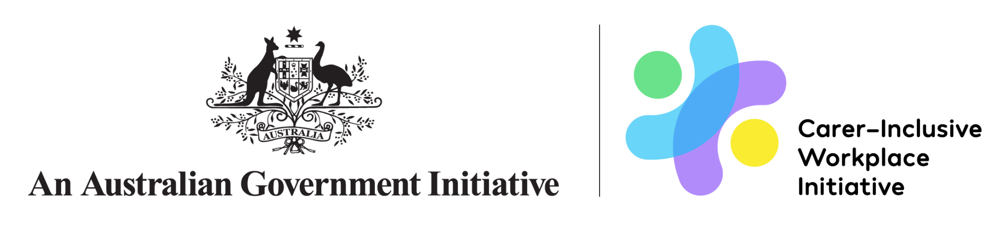 AUSTRALIA
An Australian Government Initiative
Carer-Inclusive
Workplace
Initiative